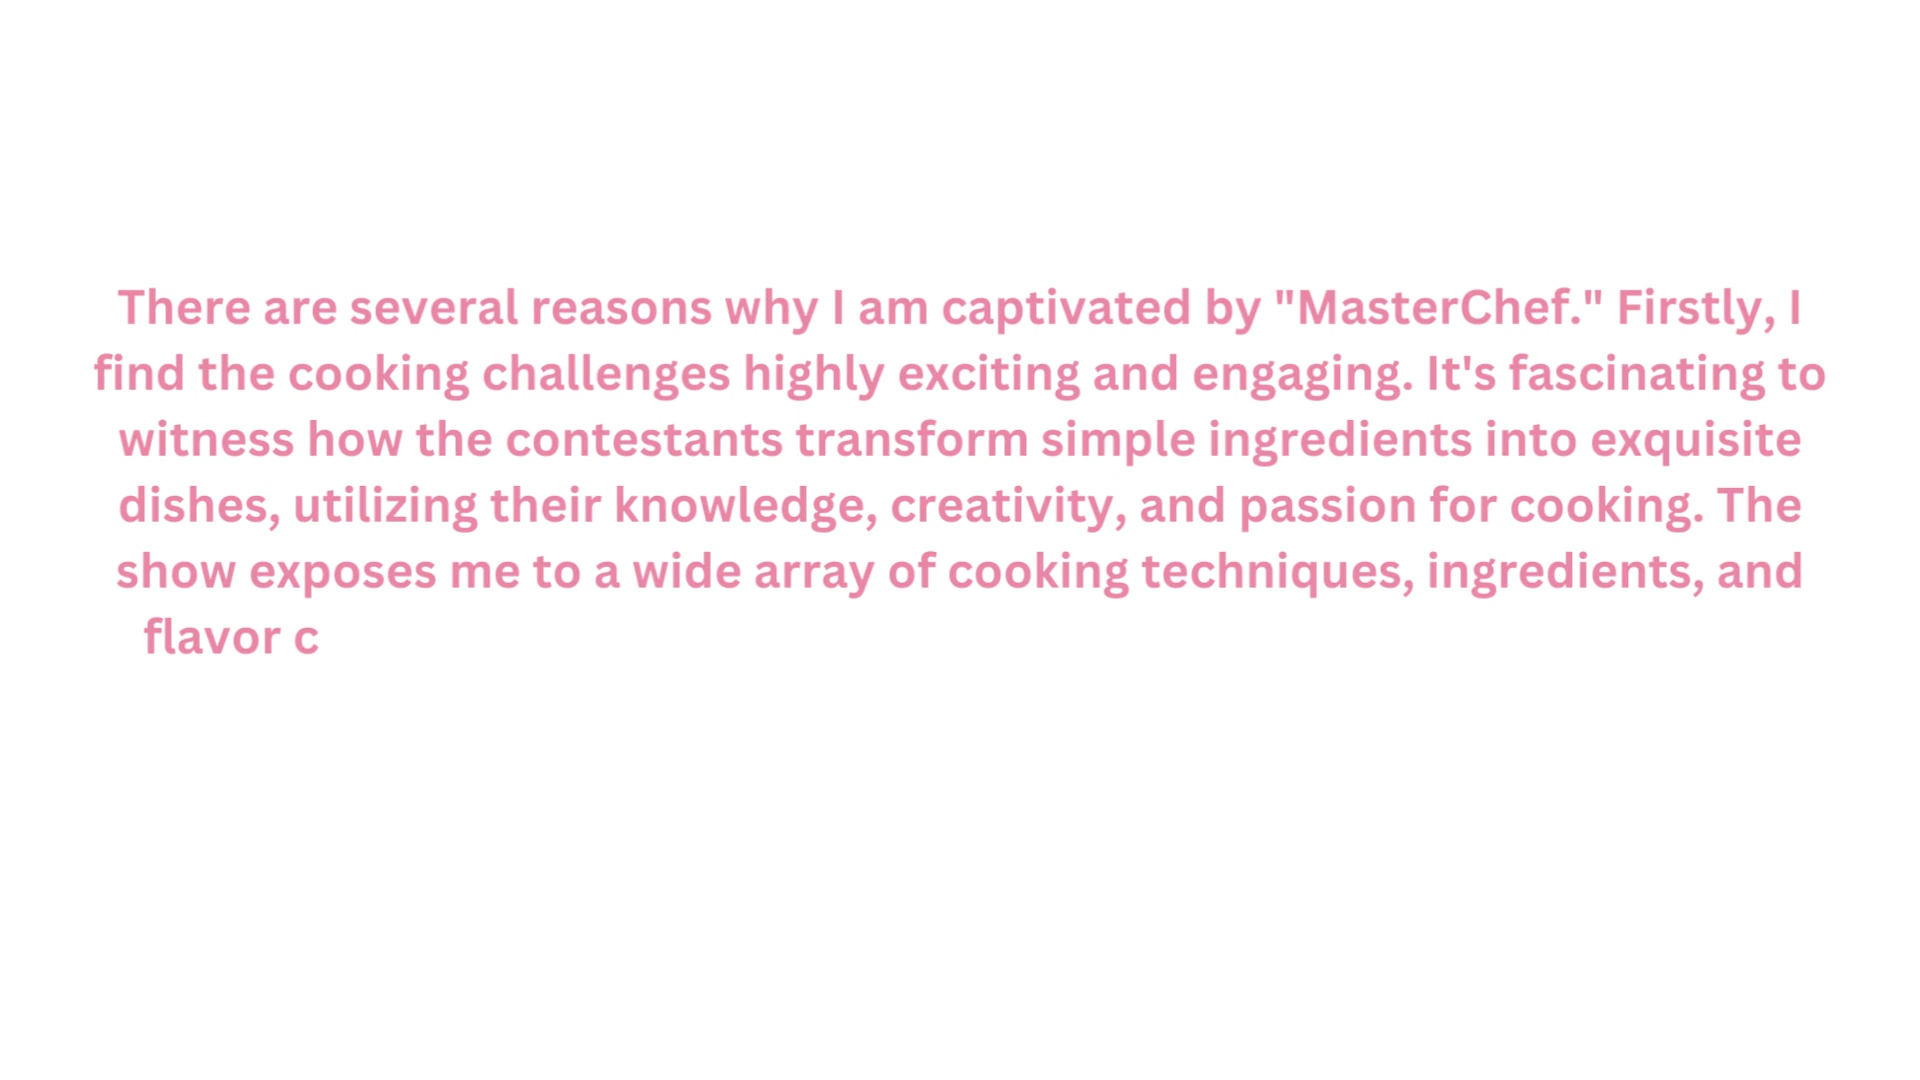 There are several reasons why I am captivated by "MasterChef." Firstly, I
find the cooking challenges highly exciting and engaging. It's fascinating to
witness how the contestants transform simple ingredients into exquisite
dishes, utilizing their knowledge, creativity, and passion for cooking. The
show exposes me to a wide array of cooking techniques, ingredients, and
flavor c